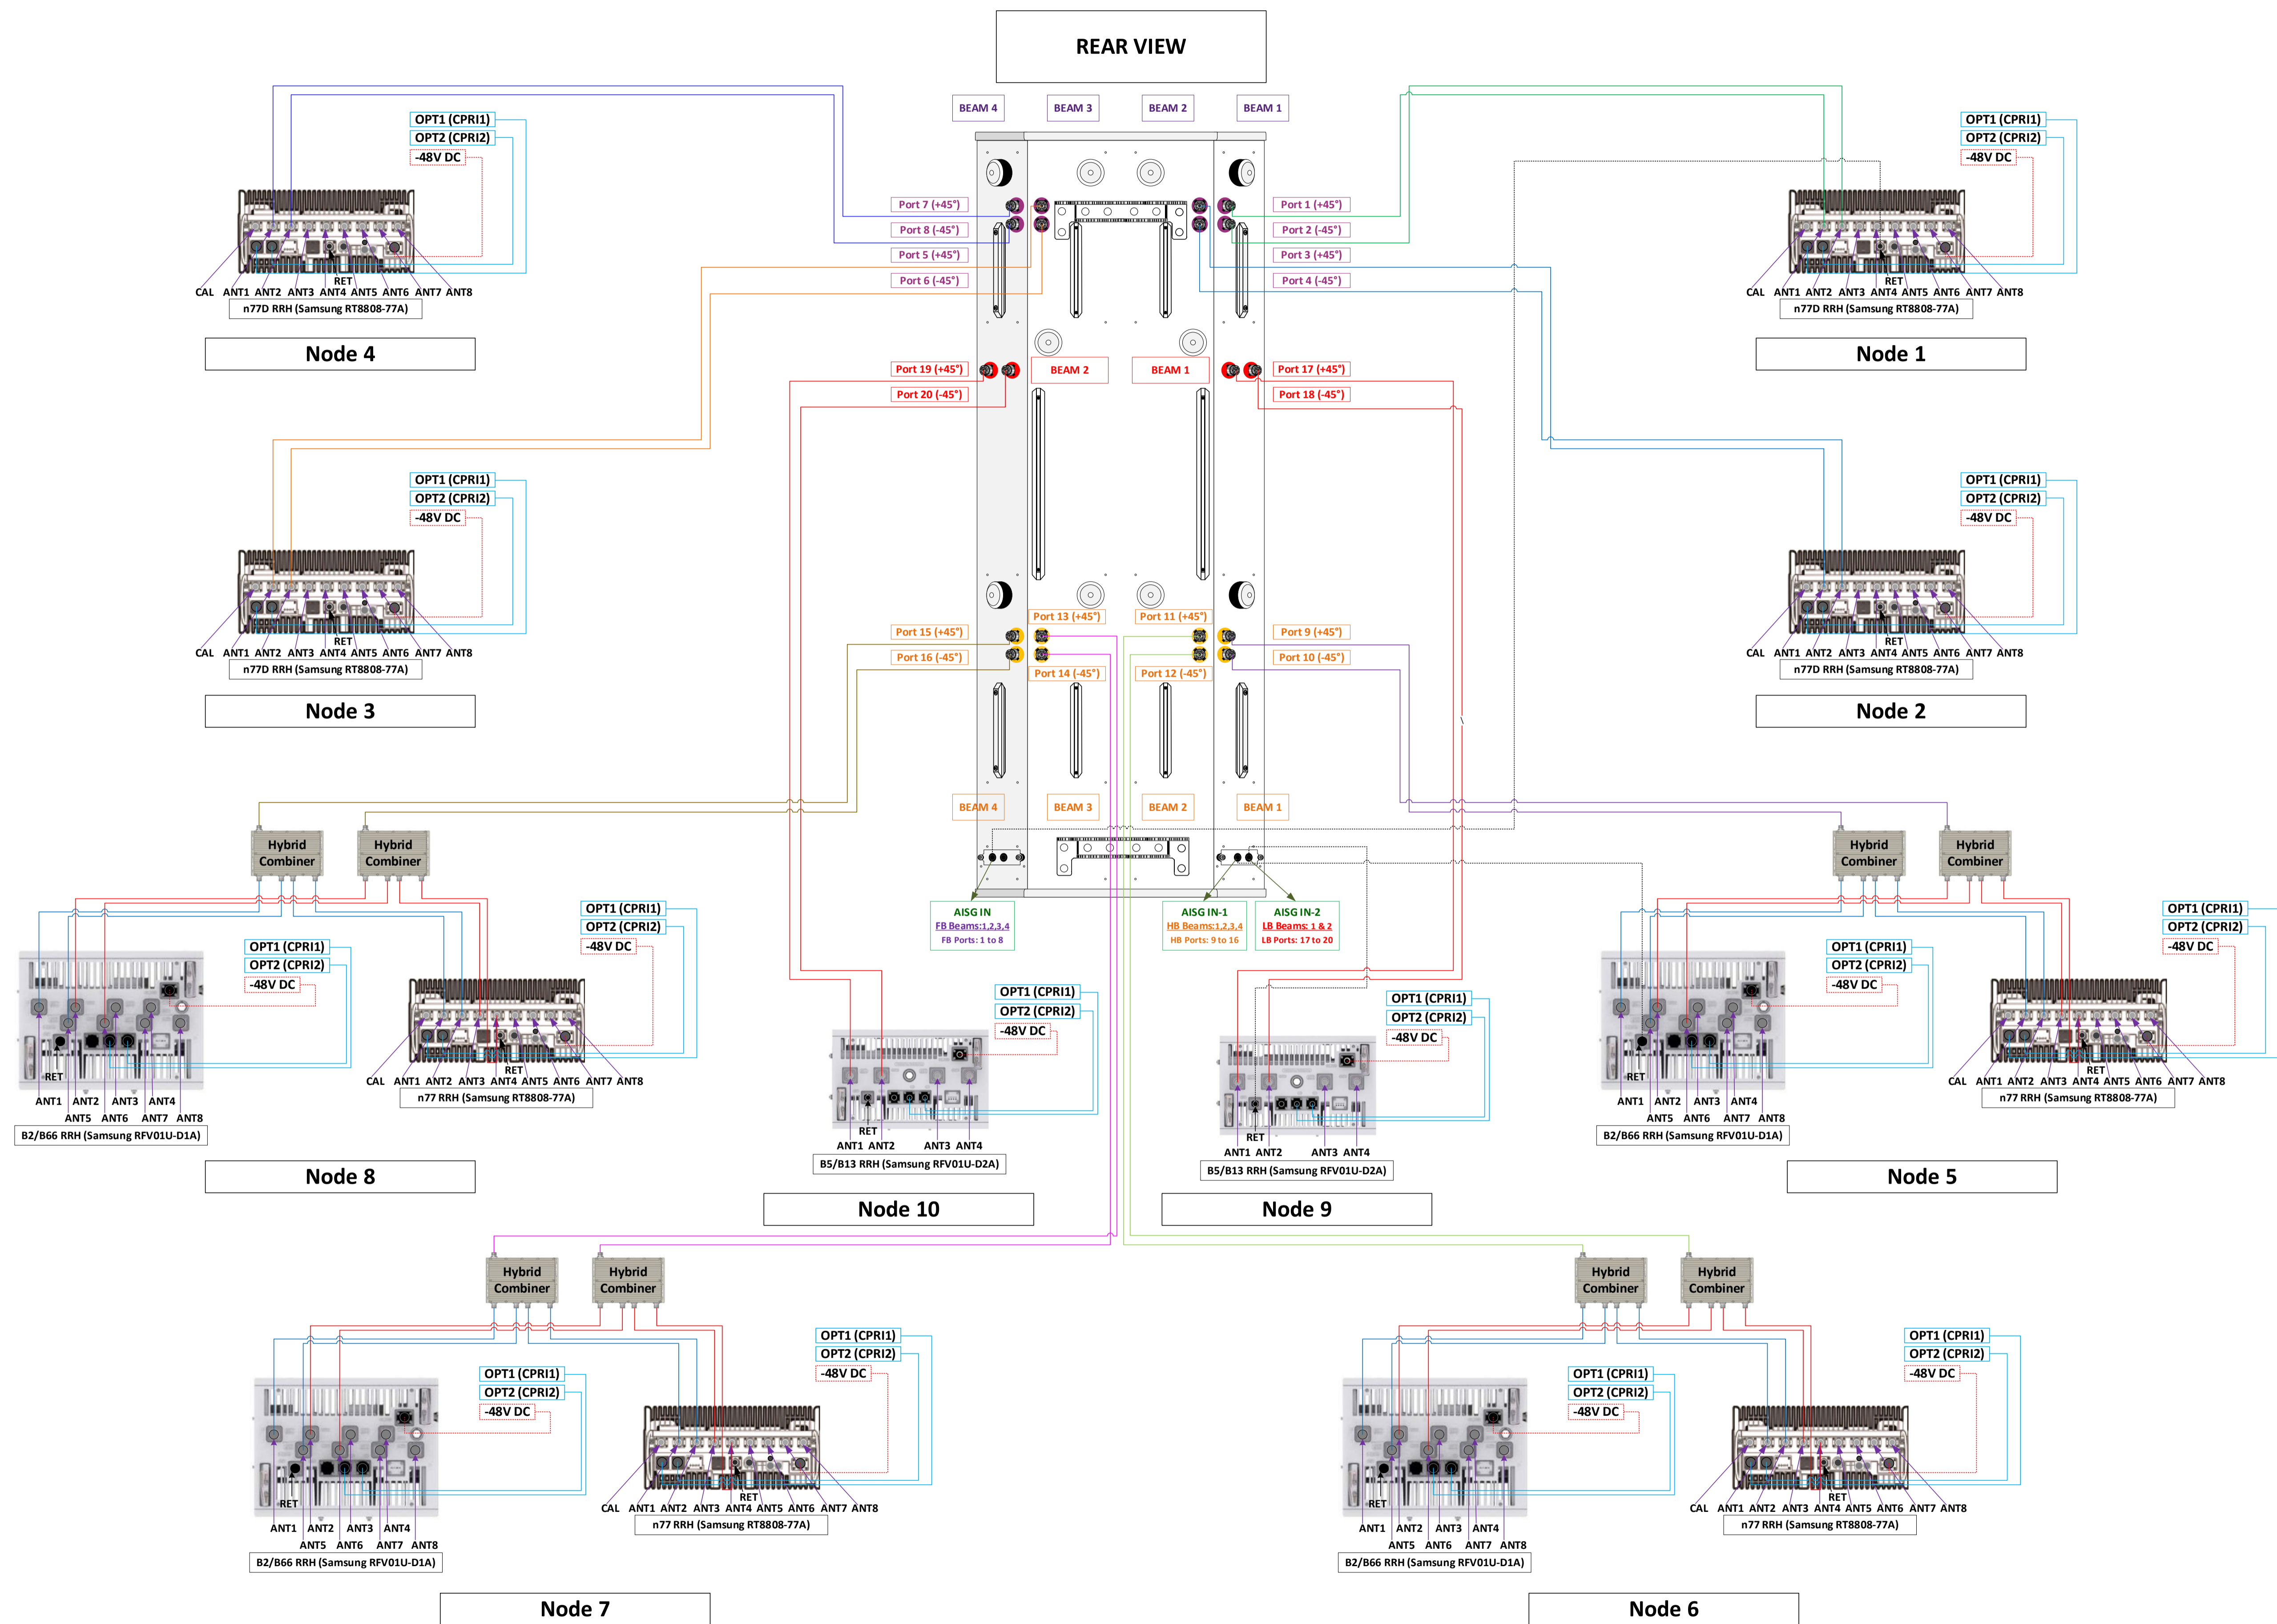 REAR VIEW
BEAM 4
BEAM 3
BEAM 2
BEAM 1
OPT1 (CPRI1)
OPT2 (CPRI2)
-48V DC
CAL ANT1 ANT2 ANT3 ANT4 ANT5 ANT6 ANT7 ANT8
RET
n77D RRH (Samsung RT8808-77A)
Node 4
Port 7 (+45°)
Port 8 (-45°)
Port 5 (+45°)
Port 6 (-45°)
Port 1 (+45°)
Port 2 (-45°)
Port 3 (+45°)
Port 4 (-45°)
OPT1 (CPRI1)
OPT2 (CPRI2)
-48V DC
RET
CAL ANT1 ANT2 ANT3 ANT4 ANT5 ANT6 ANT7 ANT8
n77D RRH (Samsung RT8808-77A)
Node 1
Port 19 (+45°)
Port 20 (-45°)
BEAM 2
BEAM 1
Port 17 (+45°)
Port 18 (-45°)
OPT1 (CPRI1)
OPT2 (CPRI2)
-48V DC
RET
CAL ANT1 ANT2 ANT3 ANT4 ANT5 ANT6 ANT7 ANT8
n77D RRH (Samsung RT8808-77A)
Node 3
OPT1 (CPRI1)
OPT2 (CPRI2)
-48V DC
RET
CAL ANT1 ANT2 ANT3 ANT4 ANT5 ANT6 ANT7 ANT8
n77D RRH (Samsung RT8808-77A)
Node 2
Port 15 (+45°)
Port 16 (-45°)
Port 13 (+45°)
Port 14 (-45°)
Port 11 (+45°)
Port 12 (-45°)
Port 9 (+45°)
Port 10 (-45°)
\
BEAM 4
BEAM 3
BEAM 2
BEAM 1
AISG IN
FB Beams:1,2,3,4
FB Ports: 1 to 8
AISG IN-1
HB Beams:1,2,3,4
HB Ports: 9 to 16
AISG IN-2
LB Beams: 1 & 2
LB Ports: 17 to 20
Hybrid
Combiner
Hybrid
Combiner
OPT1 (CPRI1)
OPT2 (CPRI2)
-48V DC
OPT1 (CPRI1)
OPT2 (CPRI2)
-48V DC
RET
ANT1 ANT2 ANT3 ANT4
ANT5 ANT6 ANT7 ANT8
B2/B66 RRH (Samsung RFV01U-D1A)
RET
CAL ANT1 ANT2 ANT3 ANT4 ANT5 ANT6 ANT7 ANT8
n77 RRH (Samsung RT8808-77A)
Node 8
OPT1 (CPRI1)
OPT2 (CPRI2)
-48V DC
RET
ANT1 ANT2 ANT3 ANT4
B5/B13 RRH (Samsung RFV01U-D2A)
Node 10
OPT1 (CPRI1)
OPT2 (CPRI2)
-48V DC
RET
ANT1 ANT2 ANT3 ANT4
B5/B13 RRH (Samsung RFV01U-D2A)
Node 9
Hybrid
Combiner
Hybrid
Combiner
OPT1 (CPRI1)
OPT2 (CPRI2)
-48V DC
OPT1 (CPRI1)
OPT2 (CPRI2)
-48V DC
RET
ANT1 ANT2 ANT3 ANT4
ANT5 ANT6 ANT7 ANT8
B2/B66 RRH (Samsung RFV01U-D1A)
RET
CAL ANT1 ANT2 ANT3 ANT4 ANT5 ANT6 ANT7 ANT8
n77 RRH (Samsung RT8808-77A)
Node 5
Hybrid
Combiner
Hybrid
Combiner
OPT1 (CPRI1)
OPT2 (CPRI2)
-48V DC
OPT1 (CPRI1)
OPT2 (CPRI2)
-48V DC
RET
ANT1 ANT2 ANT3 ANT4
ANT5 ANT6 ANT7 ANT8
B2/B66 RRH (Samsung RFV01U-D1A)
RET
CAL ANT1 ANT2 ANT3 ANT4 ANT5 ANT6 ANT7 ANT8
n77 RRH (Samsung RT8808-77A)
Node 7
Hybrid
Combiner
Hybrid
Combiner
OPT1 (CPRI1)
OPT2 (CPRI2)
-48V DC
OPT1 (CPRI1)
OPT2 (CPRI2)
-48V DC
RET
ANT1 ANT2 ANT3 ANT4
ANT5 ANT6 ANT7 ANT8
B2/B66 RRH (Samsung RFV01U-D1A)
RET
CAL ANT1 ANT2 ANT3 ANT4 ANT5 ANT6 ANT7 ANT8
n77 RRH (Samsung RT8808-77A)
Node 6